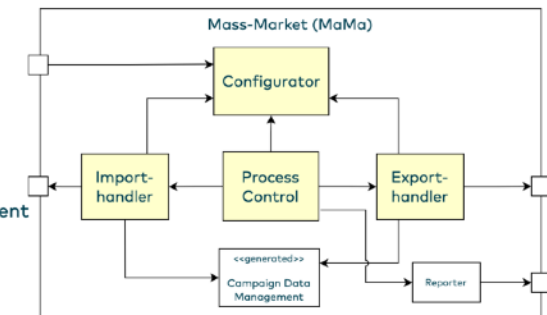 Mass-Market (MaMa)
Configurator
Import-
handler
Process
Control
Export-
handler
ent
<<generated>>
Campaign Data
Management
Reporter